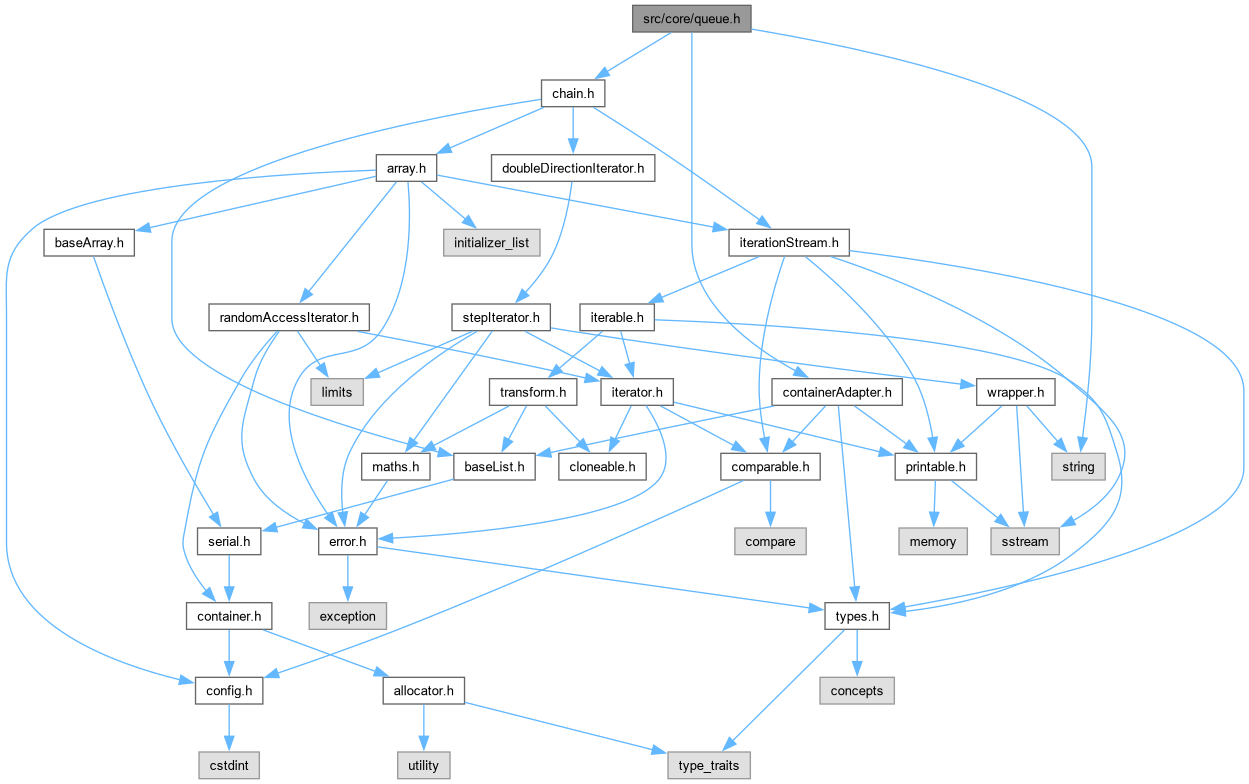 src/core/queue.h
chain.h
array.h
doubleDirectionIterator.h
baseArray.h
initializer_list
iterationStream.h
randomAccessIterator.h
stepIterator.h
iterable.h
limits
transform.h
iterator.h
containerAdapter.h
wrapper.h
maths.h
baseList.h
cloneable.h
comparable.h
printable.h
string
serial.h
error.h
compare
memory
sstream
container.h
exception
types.h
config.h
allocator.h
concepts
cstdint
utility
type_traits